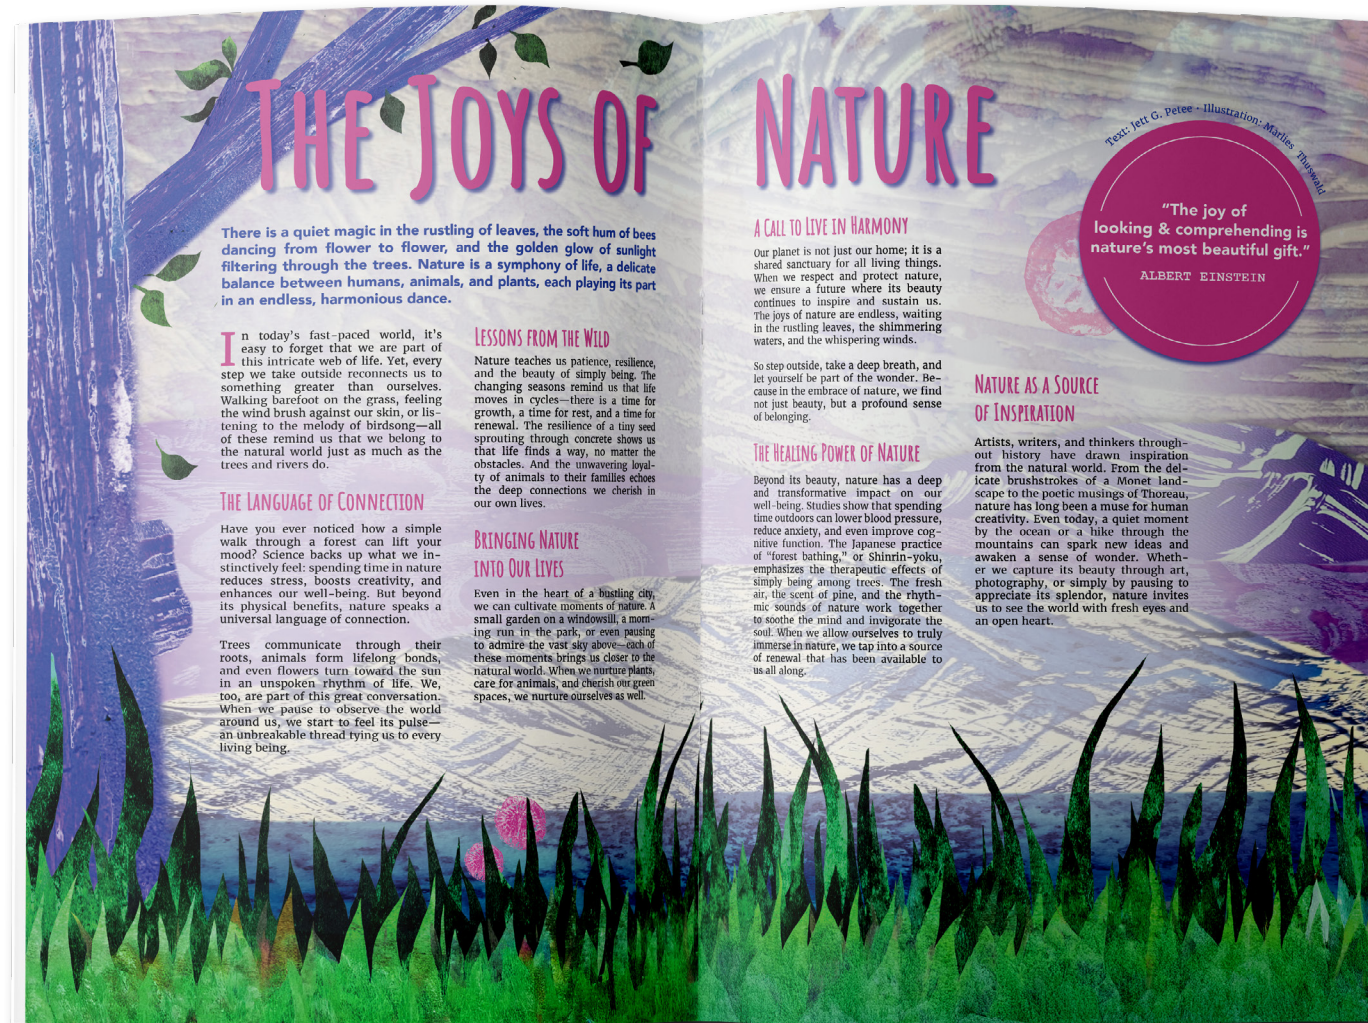 THE JOYS OF NATURE
Text: Jett G. Petee · Illustration: Marlies Thuswald
"The joy of
looking & comprehending is
nature's most beautiful gift."
ALBERT EINSTEIN
There is a quiet magic in the rustling of leaves, the soft hum of bees
dancing from flower to flower, and the golden glow of sunlight
filtering through the trees. Nature is a symphony of life, a delicate
balance between humans, animals, and plants, each playing its part
in an endless, harmonious dance.
In today's fast-paced world, it's
easy to forget that we are part of
this intricate web of life. Yet, every
step we take outside reconnects us to
something greater than ourselves.
Walking barefoot on the grass, feeling
the wind brush against our skin, or lis-
tening to the melody of birdsong—all
of these remind us that we belong to
the natural world just as much as the
trees and rivers do.
THE LANGUAGE OF CONNECTION
Have you ever noticed how a simple
walk through a forest can lift your
mood? Science backs up what we in-
stinctively feel: spending time in nature
reduces stress, boosts creativity, and
enhances our well-being. But beyond
its physical benefits, nature speaks a
universal language of connection.
Trees communicate through their
roots, animals form lifelong bonds,
and even flowers turn toward the sun
in an unspoken rhythm of life. We,
too, are part of this great conversation.
When we pause to observe the world
around us, we start to feel its pulse—
an unbreakable thread tying us to every
living being.
LESSONS FROM THE WILD
Nature teaches us patience, resilience,
and the beauty of simply being. The
changing seasons remind us that life
moves in cycles—there is a time for
growth, a time for rest, and a time for
renewal. The resilience of a tiny seed
sprouting through concrete shows us
that life finds a way, no matter the
obstacles. And the unwavering loyal-
ty of animals to their families echoes
the deep connections we cherish in
our own lives.
BRINGING NATURE
INTO OUR LIVES
Even in the heart of a bustling city,
we can cultivate moments of nature. A
small garden on a windowsill, a morn-
ing run in the park, or even pausing
to admire the vast sky above—each of
these moments brings us closer to the
natural world. When we nurture plants,
care for animals, and cherish our green
spaces, we nurture ourselves as well.
A CALL TO LIVE IN HARMONY
Our planet is not just our home; it is a
shared sanctuary for all living things.
When we respect and protect nature,
we ensure a future where its beauty
continues to inspire and sustain us.
The joys of nature are endless, waiting
in the rustling leaves, the shimmering
waters, and the whispering winds.
So step outside, take a deep breath, and
let yourself be part of the wonder. Be-
cause in the embrace of nature, we find
not just beauty, but a profound sense
of belonging.
THE HEALING POWER OF NATURE
Beyond its beauty, nature has a deep
and transformative impact on our
well-being. Studies show that spending
time outdoors can lower blood pressure,
reduce anxiety, and even improve cog-
nitive function. The Japanese practice
of "forest bathing," or Shinrin-yoku,
emphasizes the therapeutic effects of
simply being among trees. The fresh
air, the scent of pine, and the rhyth-
mic sounds of nature work together
to soothe the mind and invigorate the
soul. When we allow ourselves to truly
immerse in nature, we tap into a source
of renewal that has been available to
us all along.
NATURE AS A SOURCE
OF INSPIRATION
Artists, writers, and thinkers through-
out history have drawn inspiration
from the natural world. From the del-
icate brushstrokes of a Monet land-
scape to the poetic musings of Thoreau,
nature has long been a muse for human
creativity. Even today, a quiet moment
by the ocean or a hike through the
mountains can spark new ideas and
awaken a sense of wonder. Wheth-
er we capture its beauty through art,
photography, or simply by pausing to
appreciate its splendor, nature invites
us to see the world with fresh eyes and
an open heart.